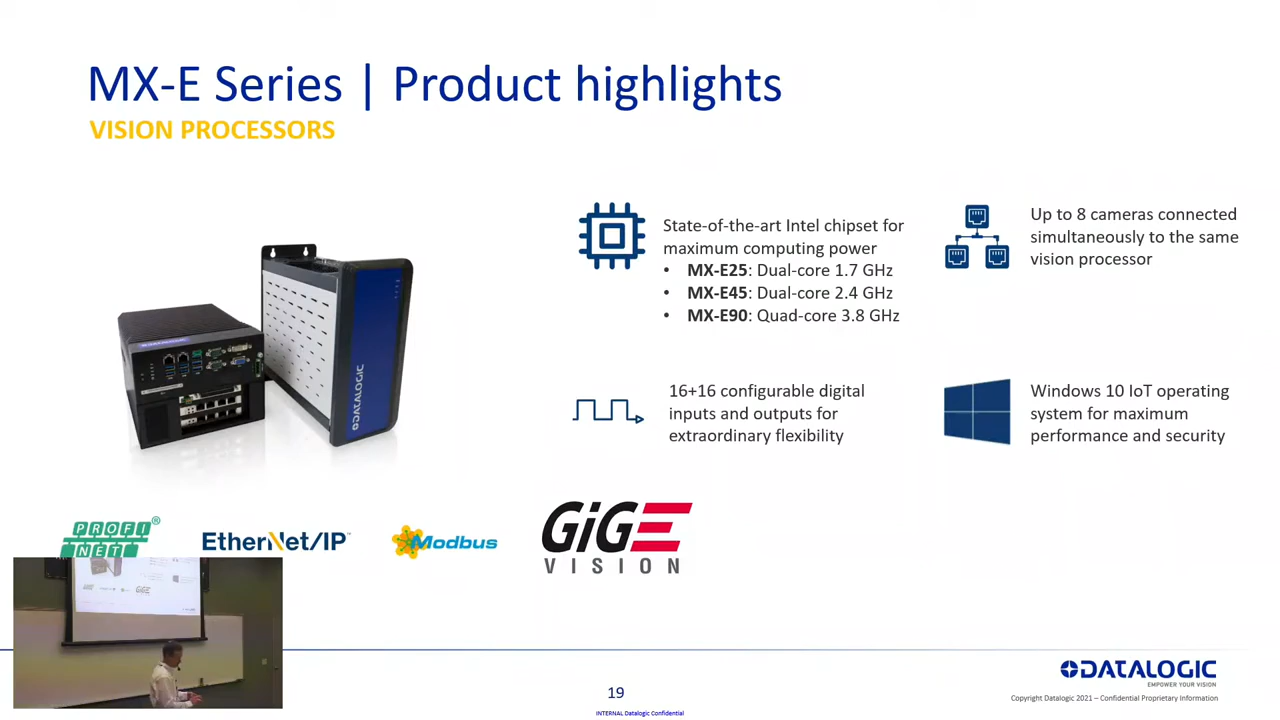 MX-E Series | Product highlights
VISION PROCESSORS
State-of-the-art Intel chipset for
maximum computing power
• MX-E25: Dual-core 1.7 GHz
• MX-E45: Dual-core 2.4 GHz
• MX-E90: Quad-core 3.8 GHz
Up to 8 cameras connected
simultaneously to the same
vision processor
16+16 configurable digital
inputs and outputs for
extraordinary flexibility
Windows 10 IoT operating
system for maximum
performance and security
DATALOGIC
PROFI
NET
®
EtherNet/IP
Modbus
GiGE
VISION
GiGE
DATALOGIC
EMPOWER YOUR VISION
19
Copyright Datalogic 2021 – Confidential Proprietary Information
INTERNAL Datalogic Confidential